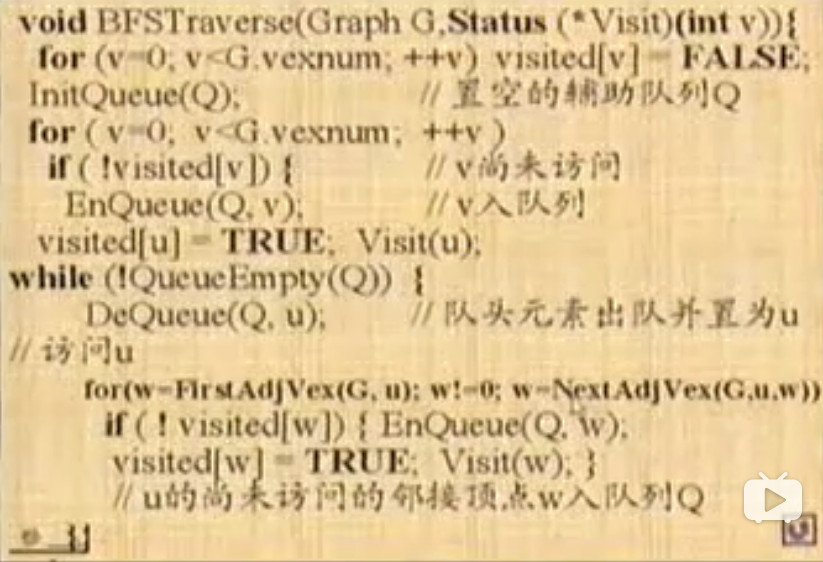 void BFSTraverse(Graph G,Status (*Visit)(int v)){
for (v=0; v<G.vexnum; ++v) visited[v] = FALSE;
InitQueue(Q); // 置空的辅助队列Q
for ( v=0; v<G.vexnum; ++v )
if ( !visited[v]) { // v尚未访问
EnQueue(Q, v); // v入队列
visited[u] = TRUE; Visit(u);
while (!QueueEmpty(Q)) {
DeQueue(Q, u); // 队头元素出队并置为u
// 访问u
for(w=FirstAdjVex(G, u); w!=0; w=NextAdjVex(G,u,w))
if ( ! visited[w]) { EnQueue(Q, w);
visited[w] = TRUE; Visit(w); }
// u的尚未访问的邻接顶点w入队列Q
}}